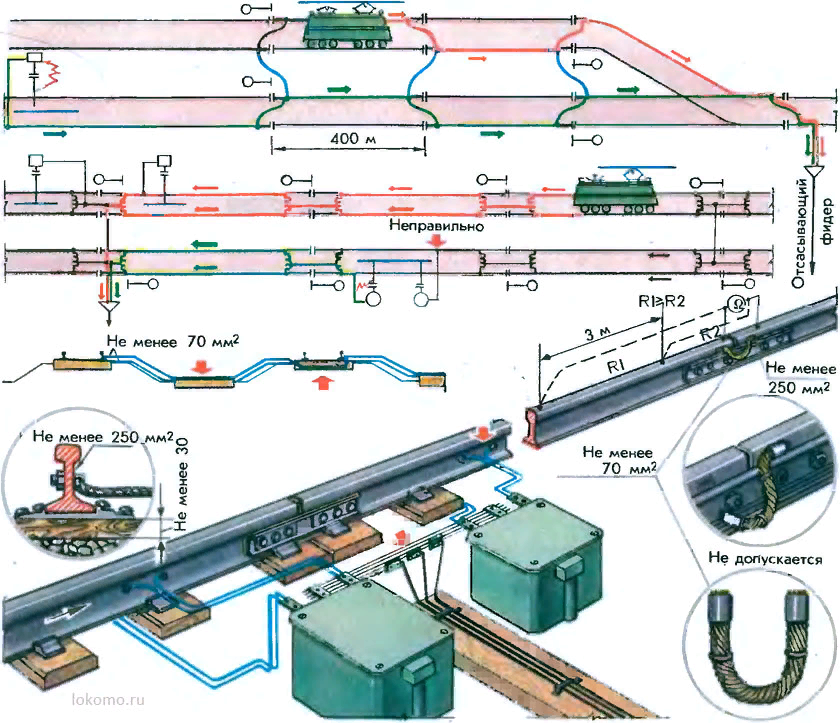 400 м
Отсасывающий
фидер
Неправильно
Не менее 70 мм²
R1≥R2
Ω
3 м
R2
R1
Не менее
250 мм²
Не менее 250 мм²
Не менее 30
Не менее
70 мм²
Не допускается
lokomo.ru